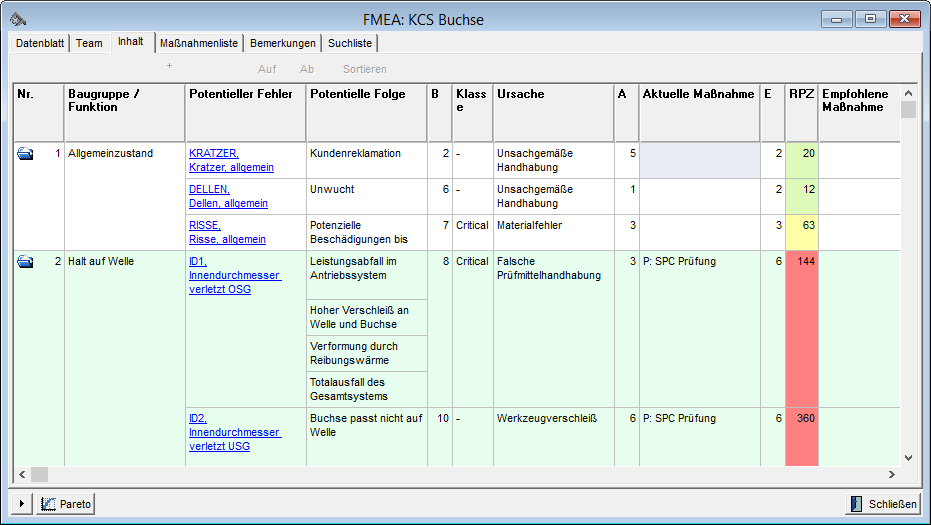 FMEA: KCS Buchse
Datenblatt Team Inhalt Maßnahmenliste Bemerkungen Suchliste
+ Auf Ab Sortieren
Nr. Baugruppe / Funktion Potentieller Fehler Potentielle Folge B Klass e Ursache A Aktuelle Maßnahme E RPZ Empfohlene Maßnahme
1 Allgemeinzustand KRATZER, Kundenreklamation 2 - Unsachgemäße 5 2 20
Kratzer, allgemein Handhabung
DELLEN, Unwucht 6 - Unsachgemäße 1 2 12
Dellen, allgemein Handhabung
RISSE, Potenzielle 7 Critical Materialfehler 3 3 63
Risse, allgemein Beschädigungen bis
2 Halt auf Welle ID1, Leistungsabfall im 8 Critical Falsche 3 P: SPC Prüfung 6 144
Innendurchmesser Antriebssystem Prüfmittelhandhabung
verletzt OSG
Hoher Verschleiß an
Welle und Buchse
Verformung durch
Reibungswärme
Totalausfall des
Gesamtsystems
ID2, Buchse passt nicht auf 10 - Werkzeugverschleiß 6 P: SPC Prüfung 6 360
Innendurchmesser Welle
verletzt USG
Pareto Schließen